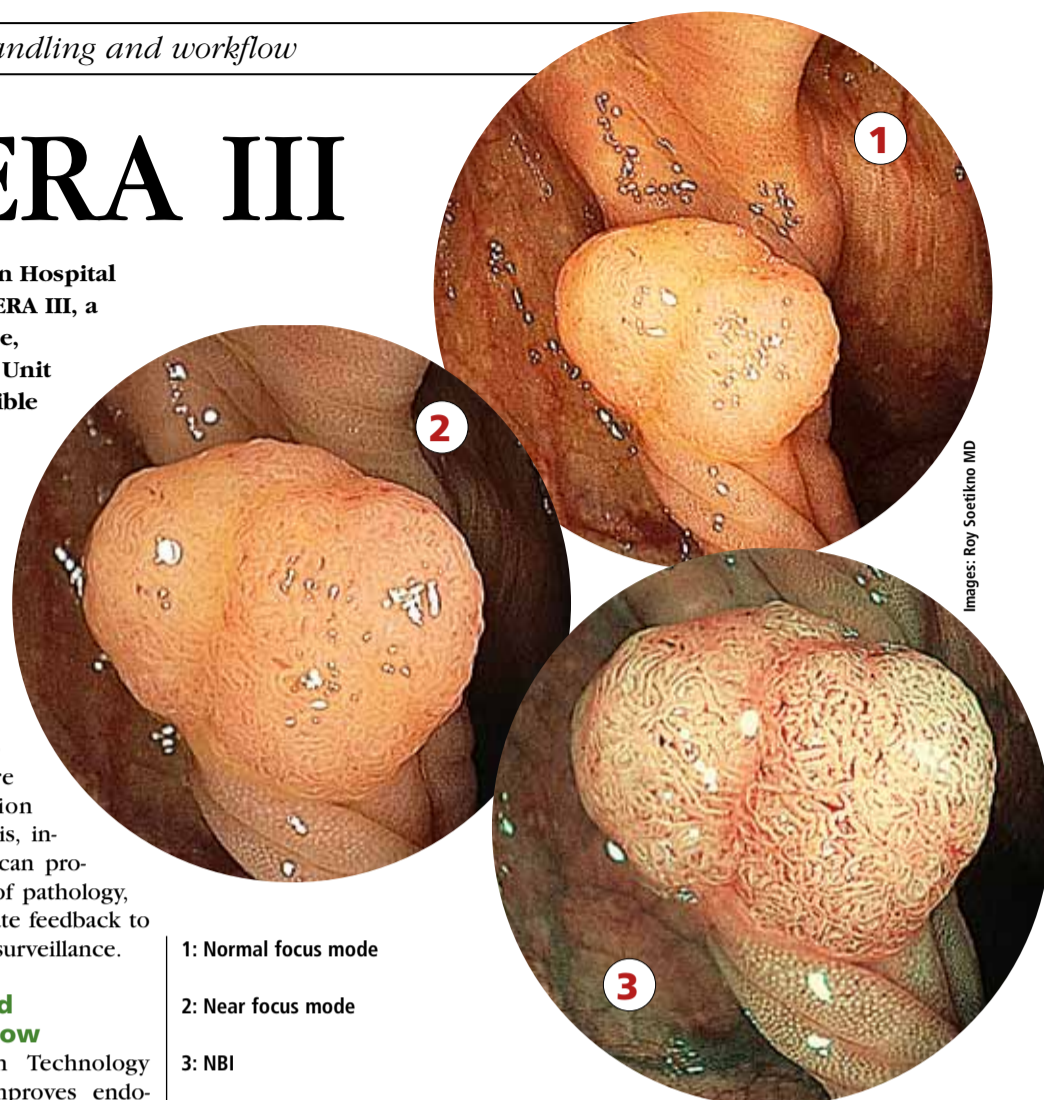 andling and workflow
ERA III
n Hospital
ERA III, a
e,
Unit
ible
1
2
3
Images: Roy Soetikno MD
re
ion
is, in-
can pro-
of pathology,
te feedback to
surveillance.
d
ow
n Technology
mproves endo-
1: Normal focus mode
2: Near focus mode
3: NBI